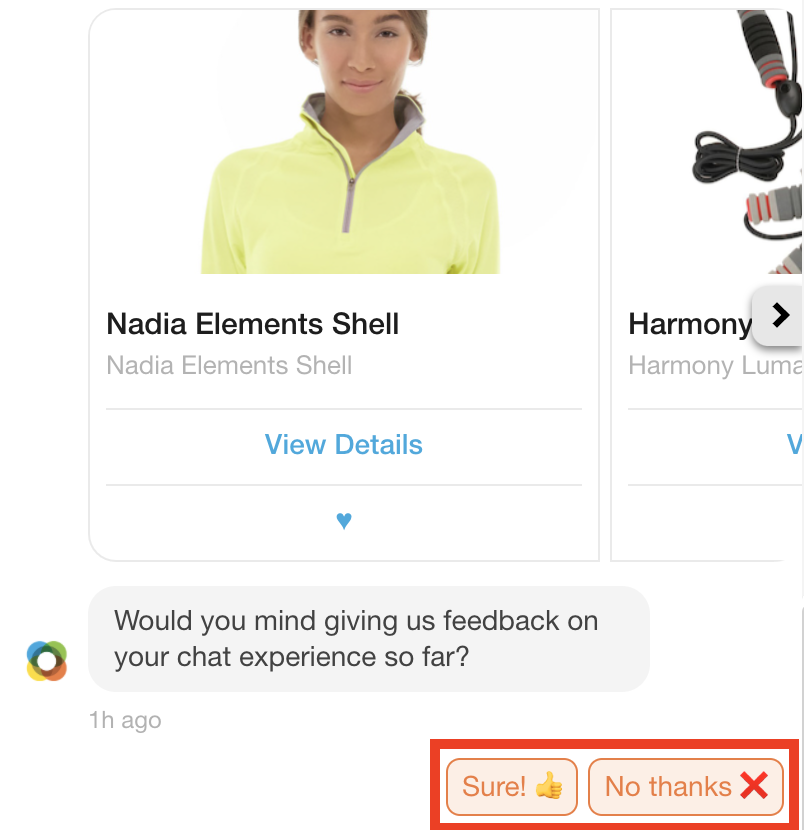 Nadia Elements Shell
Nadia Elements Shell
View Details
♥
Harmony
Harmony Luma
V
Would you mind giving us feedback on
your chat experience so far?
1h ago
Sure! 👍
No thanks ❌